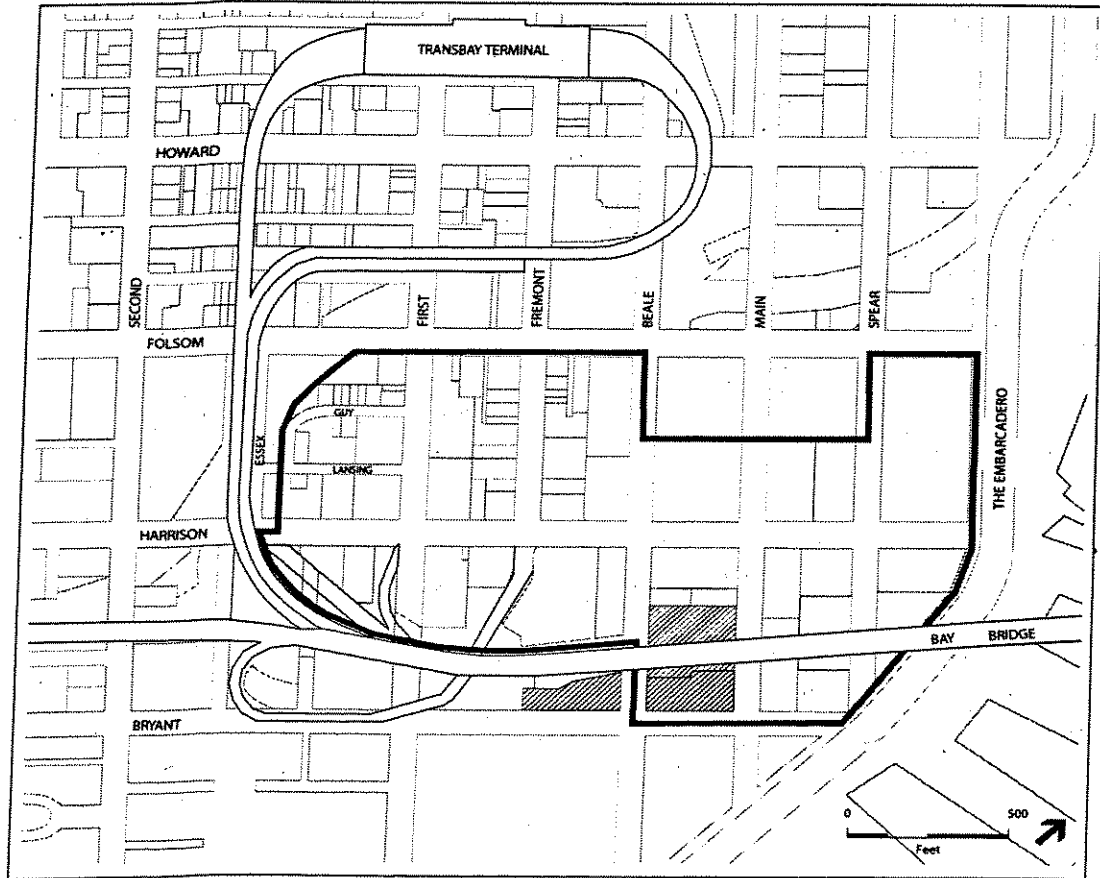 TRANSBAY TERMINAL
HOWARD
SECOND
FIRST
FREMONT
BEALE
MAIN
SPEAR
FOLSOM
GUY
ESSEX
LANSING
THE EMBARCADERO
HARRISON
BAY BRIDGE
BRYANT
0 500
Feet